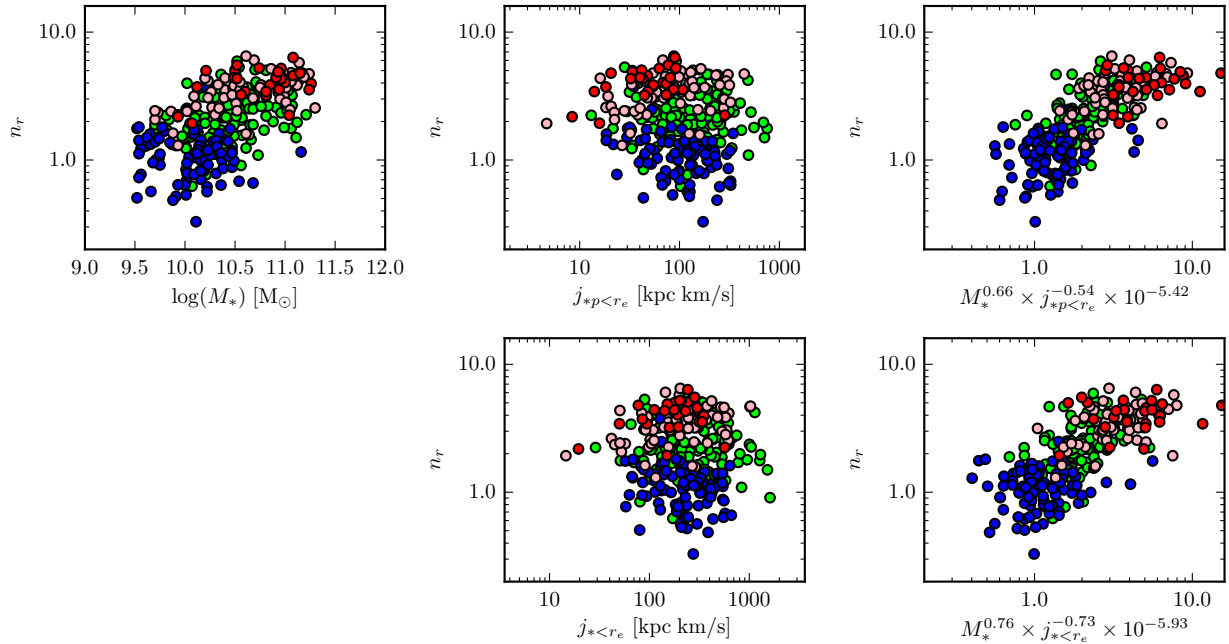 10.0
1.0
n_r
9.0 9.5 10.0 10.5 11.0 11.5 12.0
log(M_*) [M_⊙]
10.0
1.0
n_r
10 100 1000
j_{*p<r_e} [kpc km/s]
10.0
1.0
n_r
1.0 10.0
M_*^{0.66} × j_{*p<r_e}^{-0.54} × 10^{-5.42}
10.0
1.0
n_r
10 100 1000
j_{*<r_e} [kpc km/s]
10.0
1.0
n_r
1.0 10.0
M_*^{0.76} × j_{*<r_e}^{-0.73} × 10^{-5.93}